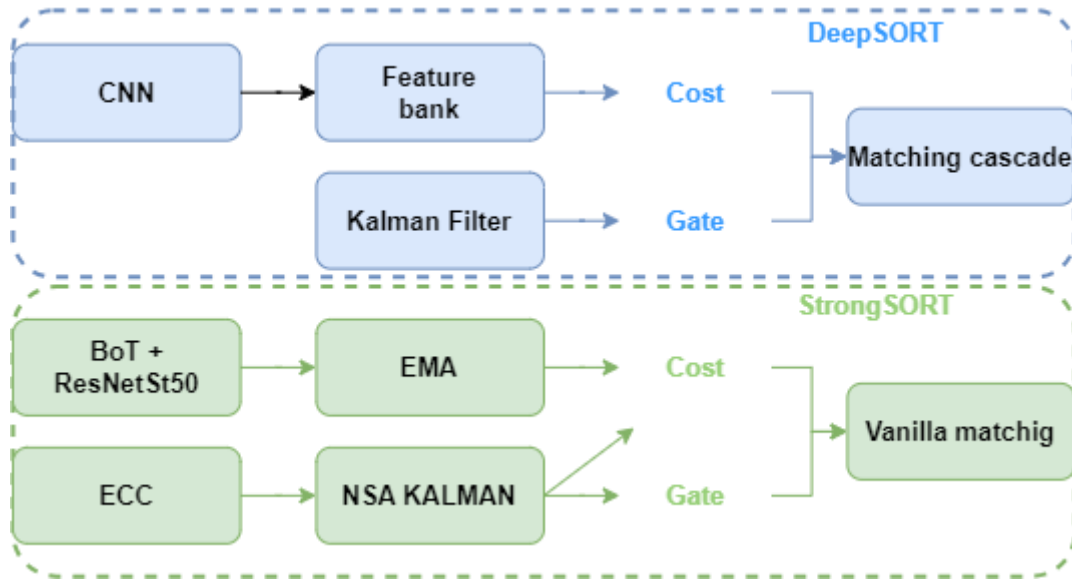 DeepSORT
CNN
Feature
bank
Cost
Matching cascade
Kalman Filter
Gate
StrongSORT
BoT +
ResNetSt50
EMA
Cost
Vanilla matchig
ECC
NSA KALMAN
Gate